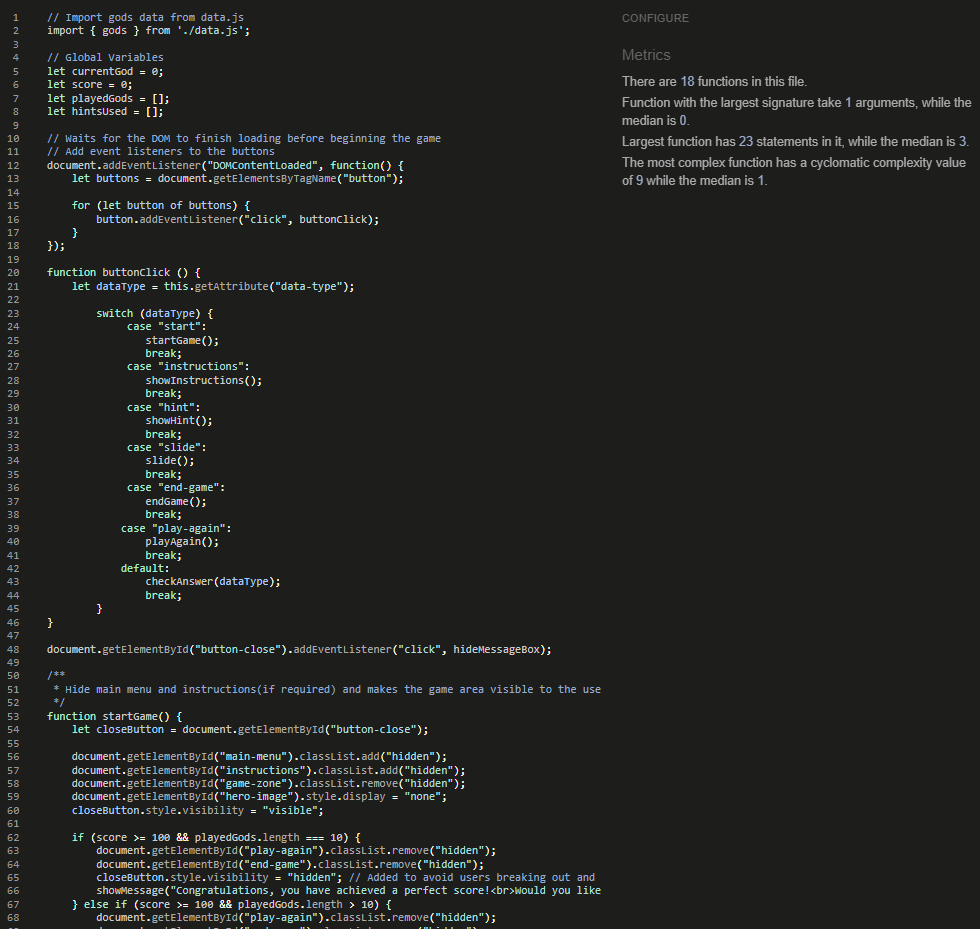 1 // Import gods data from data.js
2 import { gods } from './data.js';
3
4 // Global Variables
5 let currentGod = 0;
6 let score = 0;
7 let playedGods = [];
8 let hintsUsed = [];
9
10 // Waits for the DOM to finish loading before beginning the game
11 // Add event listeners to the buttons
12 document.addEventListener("DOMContentLoaded", function() {
13 let buttons = document.getElementsByTagName("button");
14
15 for (let button of buttons) {
16 button.addEventListener("click", buttonClick);
17 }
18 });
19
20 function buttonClick () {
21 let dataType = this.getAttribute("data-type");
22
23 switch (dataType) {
24 case "start":
25 startGame();
26 break;
27 case "instructions":
28 showInstructions();
29 break;
30 case "hint":
31 showHint();
32 break;
33 case "slide":
34 slide();
35 break;
36 case "end-game":
37 endGame();
38 break;
39 case "play-again":
40 playAgain();
41 break;
42 default:
43 checkAnswer(dataType);
44 break;
45 }
46 }
47
48 document.getElementById("button-close").addEventListener("click", hideMessageBox);
49
50 /**
51 * Hide main menu and instructions(if required) and makes the game area visible to the use
52 */
53 function startGame() {
54 let closeButton = document.getElementById("button-close");
55
56 document.getElementById("main-menu").classList.add("hidden");
57 document.getElementById("instructions").classList.add("hidden");
58 document.getElementById("game-zone").classList.remove("hidden");
59 document.getElementById("hero-image").style.display = "none";
60 closeButton.style.visibility = "visible";
61
62 if (score >= 100 && playedGods.length === 10) {
63 document.getElementById("play-again").classList.remove("hidden");
64 document.getElementById("end-game").classList.remove("hidden");
65 closeButton.style.visibility = "hidden"; // Added to avoid users breaking out and
66 showMessage("Congratulations, you have achieved a perfect score!<br>Would you like
67 } else if (score >= 100 && playedGods.length > 10) {
68 document.getElementById("play-again").classList.remove("hidden");
CONFIGURE
Metrics
There are 18 functions in this file.
Function with the largest signature take 1 arguments, while the
median is 0.
Largest function has 23 statements in it, while the median is 3.
The most complex function has a cyclomatic complexity value
of 9 while the median is 1.